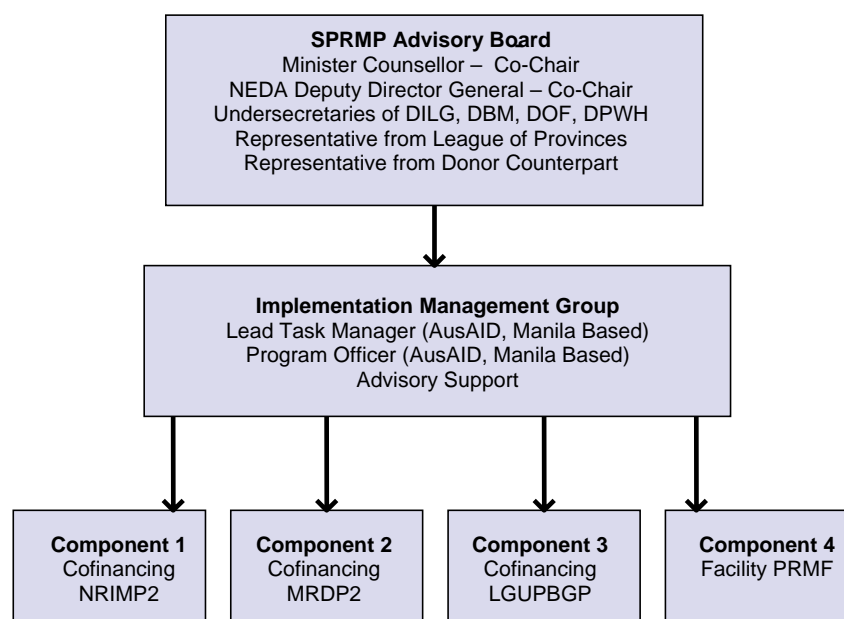 SPRMP Advisory Board
Minister Counsellor – Co-Chair
NEDA Deputy Director General – Co-Chair
Undersecretaries of DILG, DBM, DOF, DPWH
Representative from League of Provinces
Representative from Donor Counterpart
Implementation Management Group
Lead Task Manager (AusAID, Manila Based)
Program Officer (AusAID, Manila Based)
Advisory Support
Component 1
Cofinancing
NRIMP2
Component 2
Cofinancing
MRDP2
Component 3
Cofinancing
LGUPBGP
Component 4
Facility PRMF